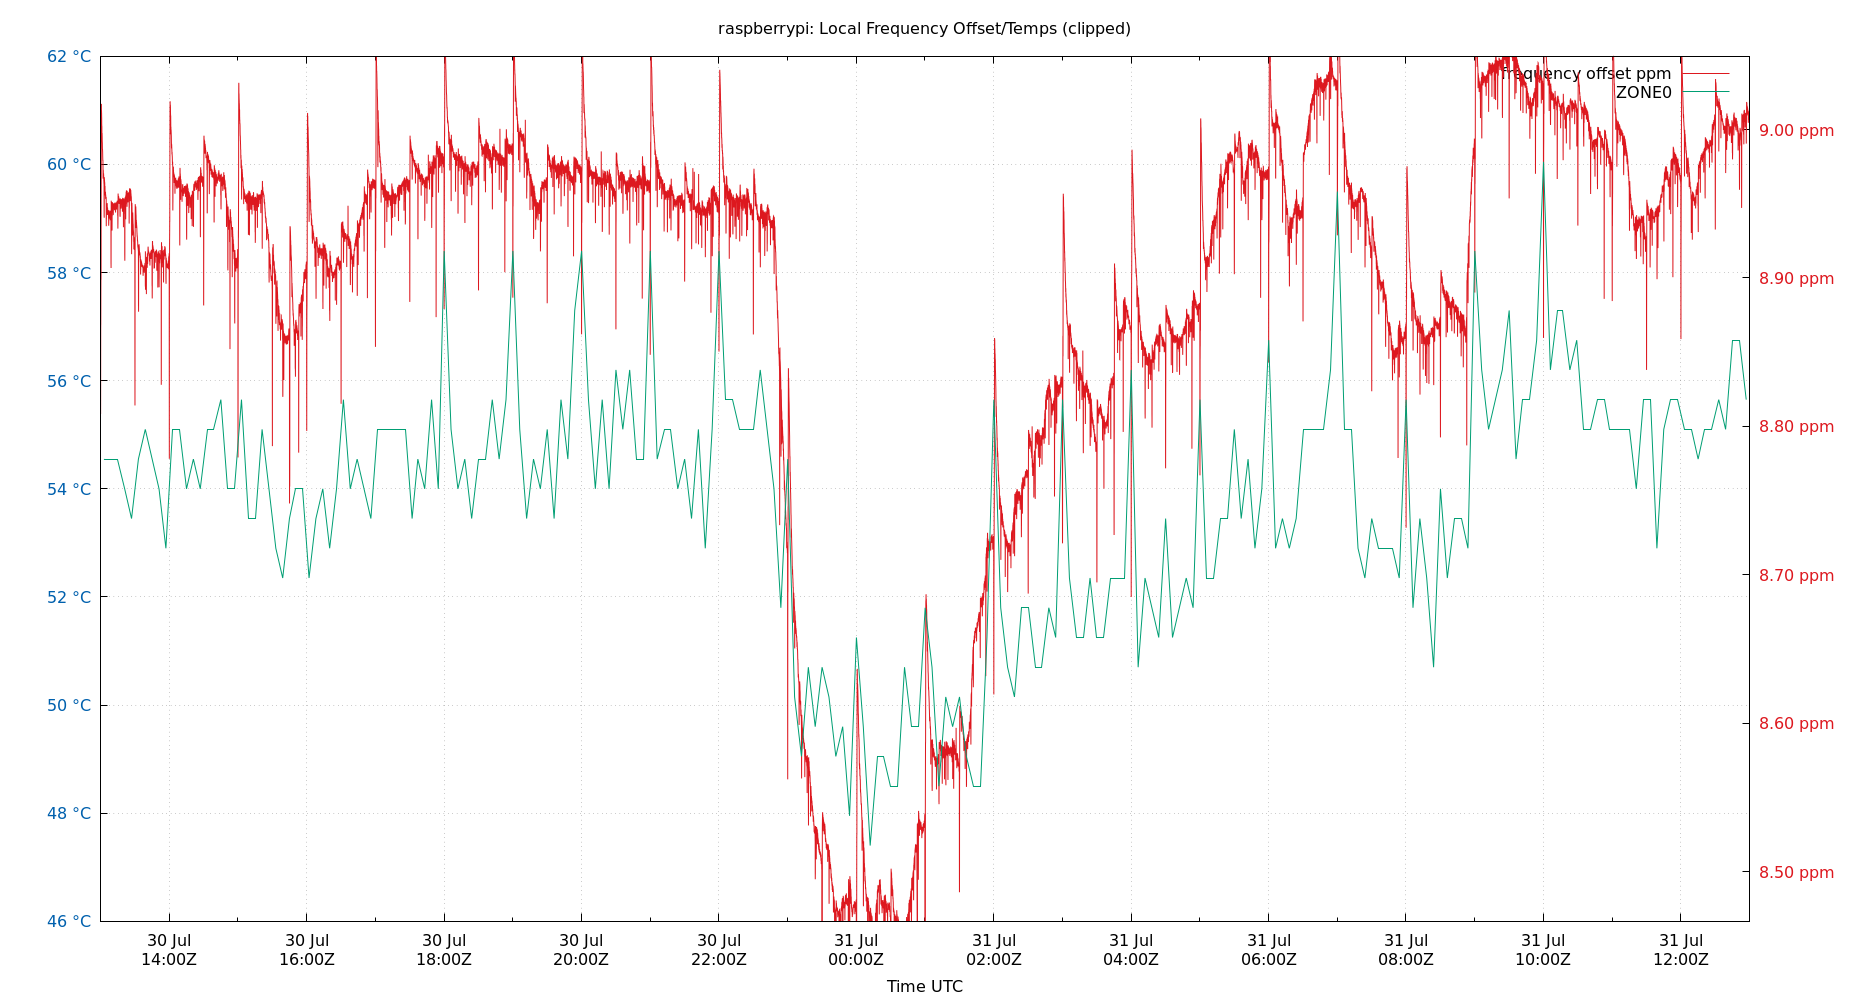 raspberrypi: Local Frequency Offset/Temps (clipped)
62 °C
60 °C
58 °C
56 °C
54 °C
52 °C
50 °C
48 °C
46 °C
frequency offset ppm
ZONE0
9.00 ppm
8.90 ppm
8.80 ppm
8.70 ppm
8.60 ppm
8.50 ppm
30 Jul 30 Jul 30 Jul 30 Jul 30 Jul 31 Jul 31 Jul 31 Jul 31 Jul 31 Jul 31 Jul 31 Jul
14:00Z 16:00Z 18:00Z 20:00Z 22:00Z 00:00Z 02:00Z 04:00Z 06:00Z 08:00Z 10:00Z 12:00Z
Time UTC